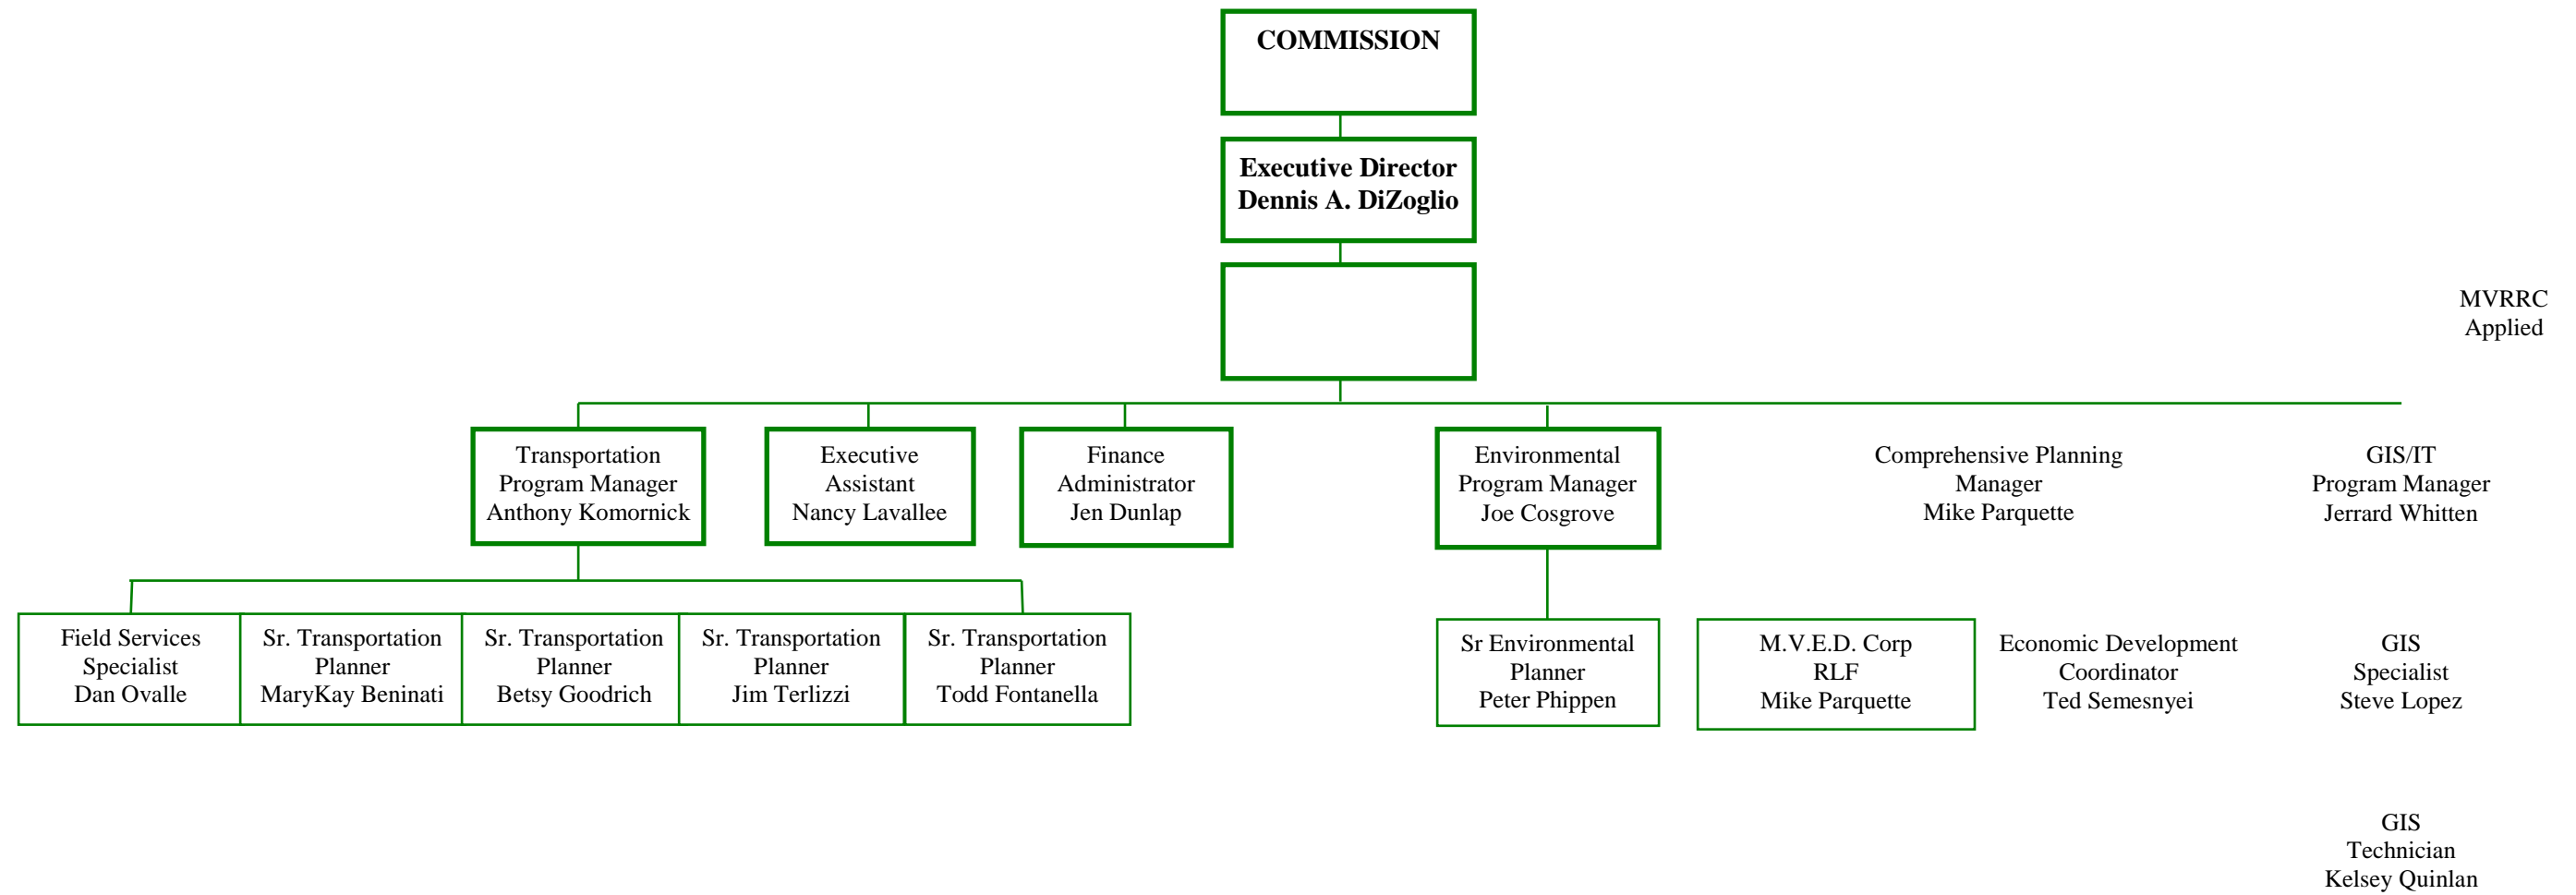 COMMISSION
Executive Director
Dennis A. DiZoglio
MVRRC
Applied
Transportation
Program Manager
Anthony Komornick
Executive
Assistant
Nancy Lavallee
Finance
Administrator
Jen Dunlap
Environmental
Program Manager
Joe Cosgrove
Comprehensive Planning
Manager
Mike Parquette
GIS/IT
Program Manager
Jerrard Whitten
Field Services
Specialist
Dan Ovalle
Sr. Transportation
Planner
MaryKay Beninati
Sr. Transportation
Planner
Betsy Goodrich
Sr. Transportation
Planner
Jim Terlizzi
Sr. Transportation
Planner
Todd Fontanella
Sr Environmental
Planner
Peter Phippen
M.V.E.D. Corp
RLF
Mike Parquette
Economic Development
Coordinator
Ted Semesnyei
GIS
Specialist
Steve Lopez
GIS
Technician
Kelsey Quinlan